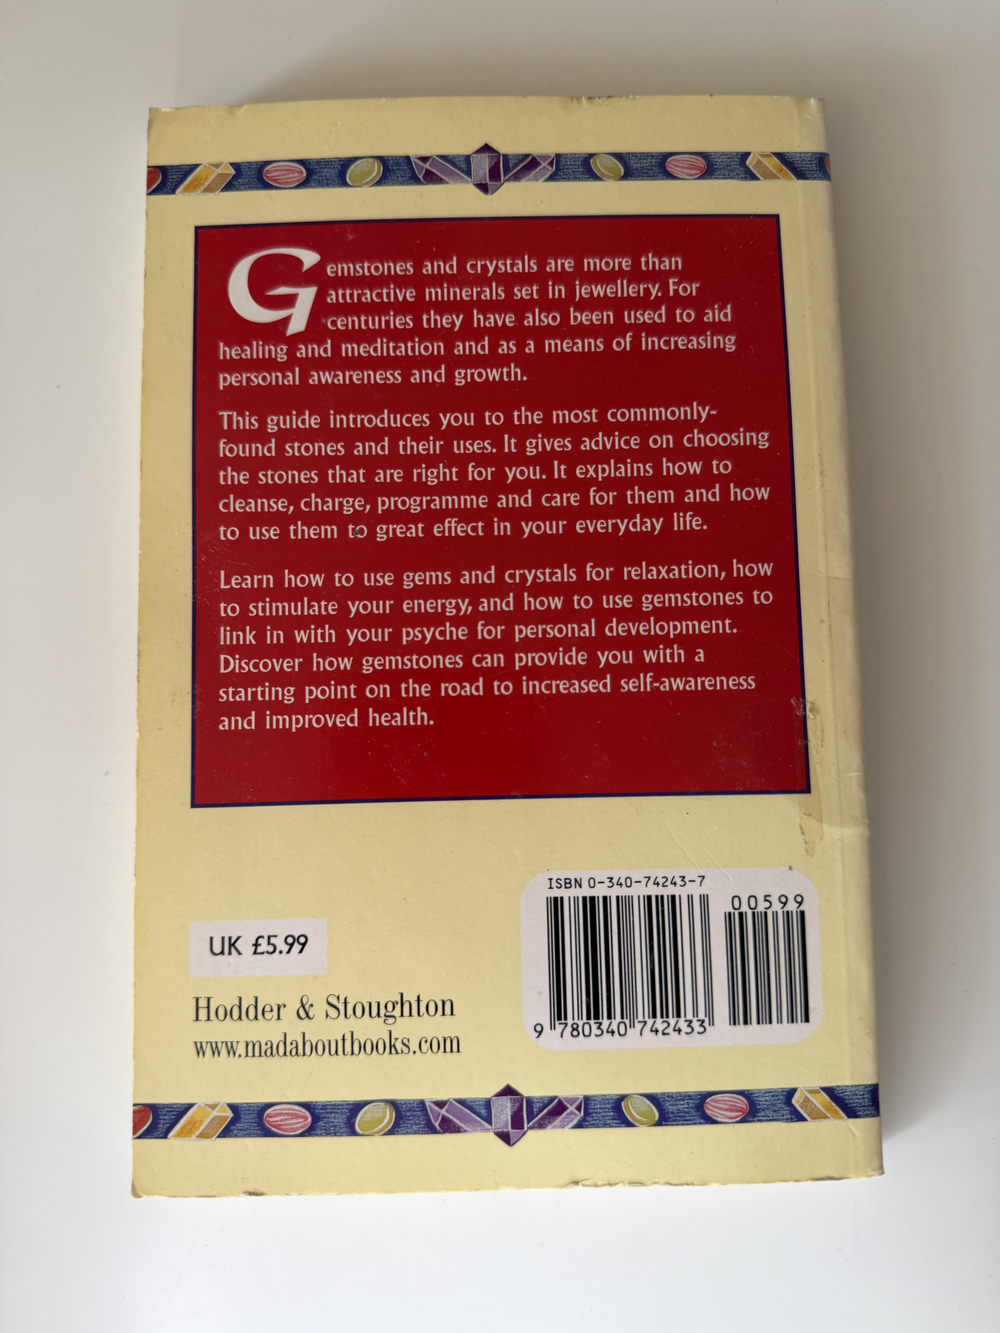 Gemstones and crystals are more than
attractive minerals set in jewellery. For
centuries they have also been used to aid
healing and meditation and as a means of increasing
personal awareness and growth.
This guide introduces you to the most commonly-
found stones and their uses. It gives advice on choosing
the stones that are right for you. It explains how to
cleanse, charge, programme and care for them and how
to use them to great effect in your everyday life.
Learn how to use gems and crystals for relaxation, how
to stimulate your energy, and how to use gemstones to
link in with your psyche for personal development.
Discover how gemstones can provide you with a
starting point on the road to increased self-awareness
and improved health.
ISBN 0-340-74243-7
00599
9 780340 742433
UK £5.99
Hodder & Stoughton
www.madaboutbooks.com